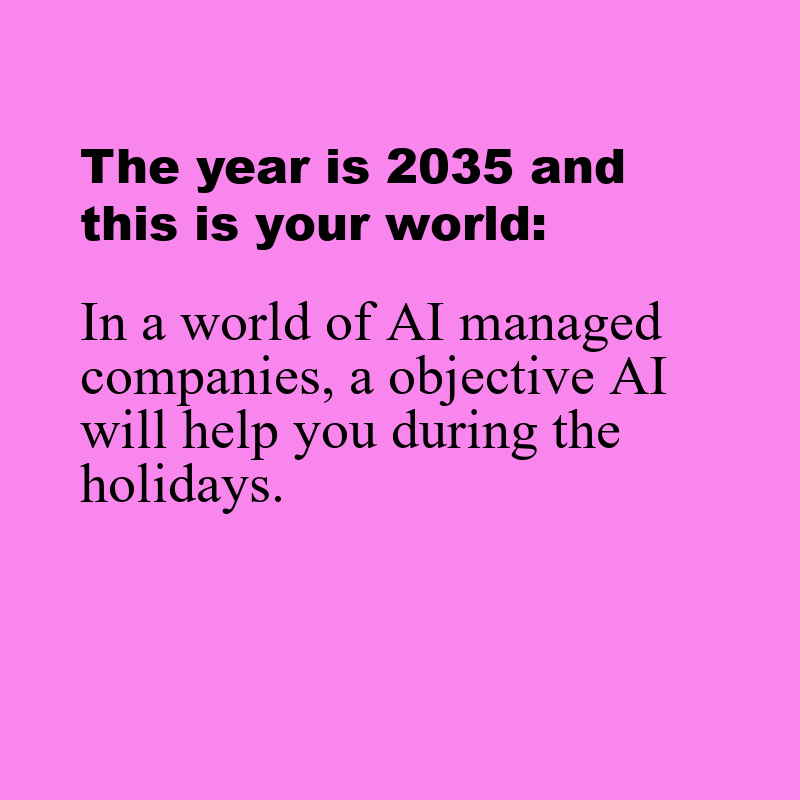 The year is 2035 and
this is your world:
In a world of AI managed
companies, a objective AI
will help you during the
holidays.